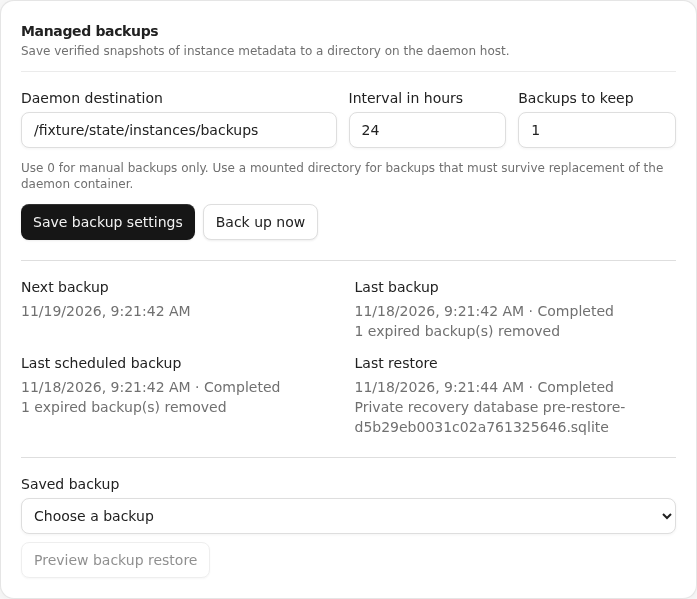 Managed backups
Save verified snapshots of instance metadata to a directory on the daemon host.
Daemon destination
Interval in hours
Backups to keep
/fixture/state/instances/backups
24
1
Use 0 for manual backups only. Use a mounted directory for backups that must survive replacement of the
daemon container.
Save backup settings
Back up now
Next backup
11/19/2026, 9:21:42 AM
Last backup
11/18/2026, 9:21:42 AM · Completed
1 expired backup(s) removed
Last scheduled backup
11/18/2026, 9:21:42 AM · Completed
1 expired backup(s) removed
Last restore
11/18/2026, 9:21:44 AM · Completed
Private recovery database pre-restore-
d5b29eb0031c02a761325646.sqlite
Saved backup
Choose a backup
Preview backup restore